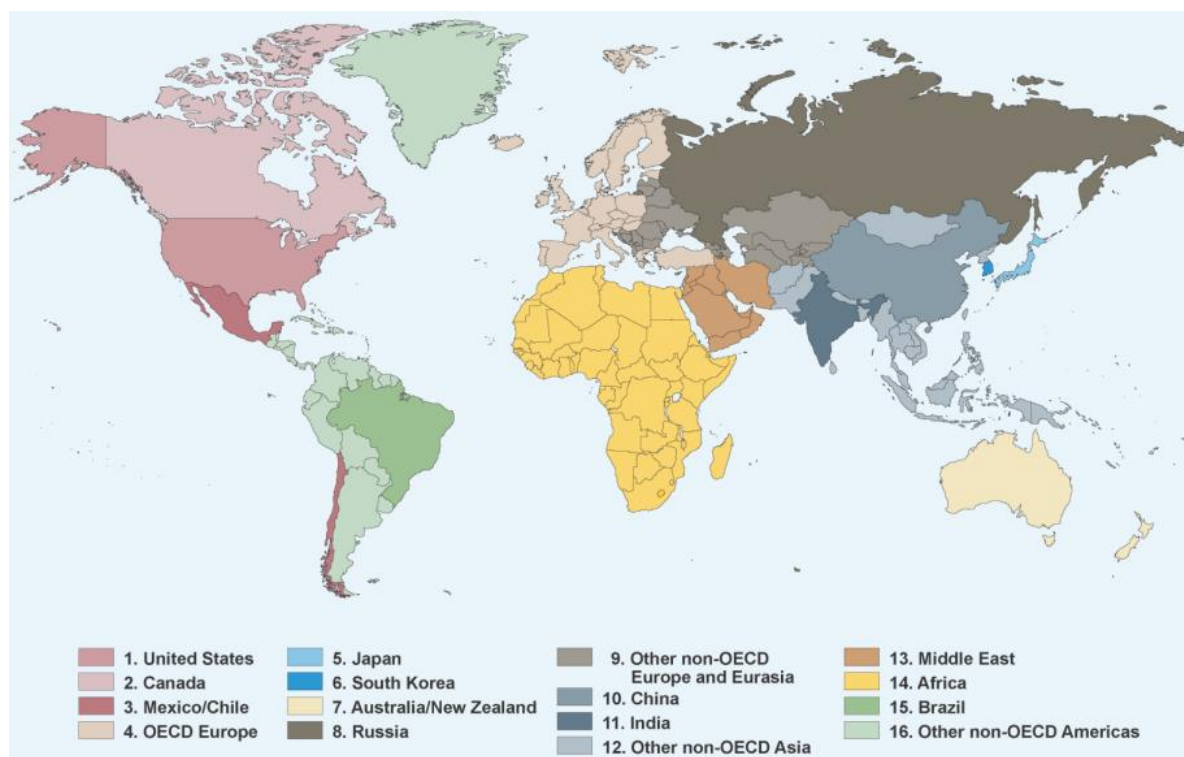 1. United States
2. Canada
3. Mexico/Chile
4. OECD Europe
5. Japan
6. South Korea
7. Australia/New Zealand
8. Russia
9. Other non-OECD
Europe and Eurasia
10. China
11. India
12. Other non-OECD Asia
13. Middle East
14. Africa
15. Brazil
16. Other non-OECD Americas